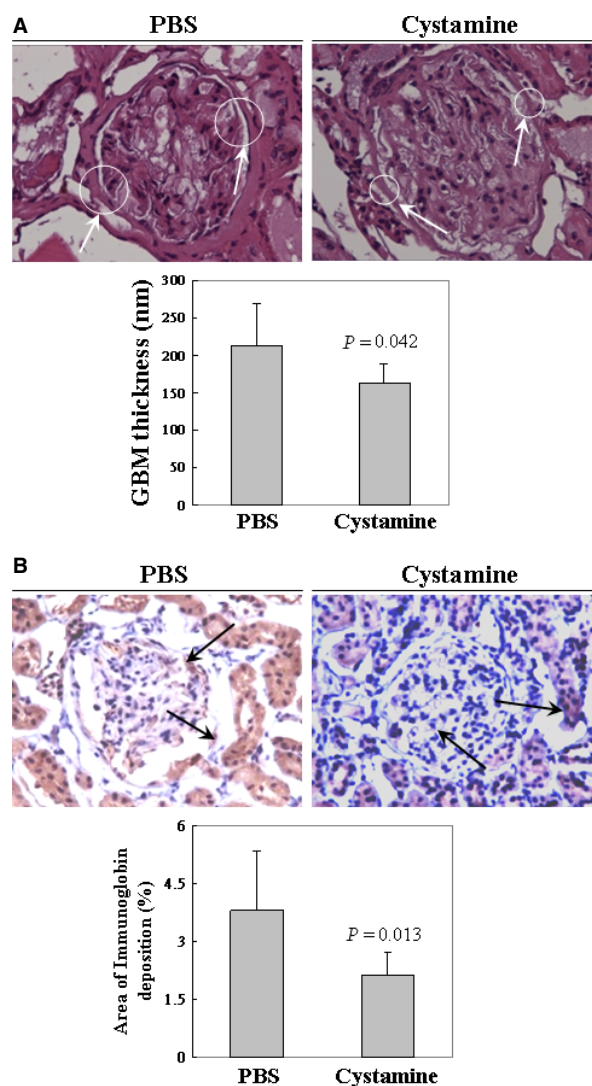 A
PBS Cystamine
300
250
200
150
100
50
0
GBM thickness (nm)
P = 0.042
PBS Cystamine
B
PBS Cystamine
6
4.5
3
1.5
0
Area of Immunoglobin
deposition (%)
P = 0.013
PBS Cystamine